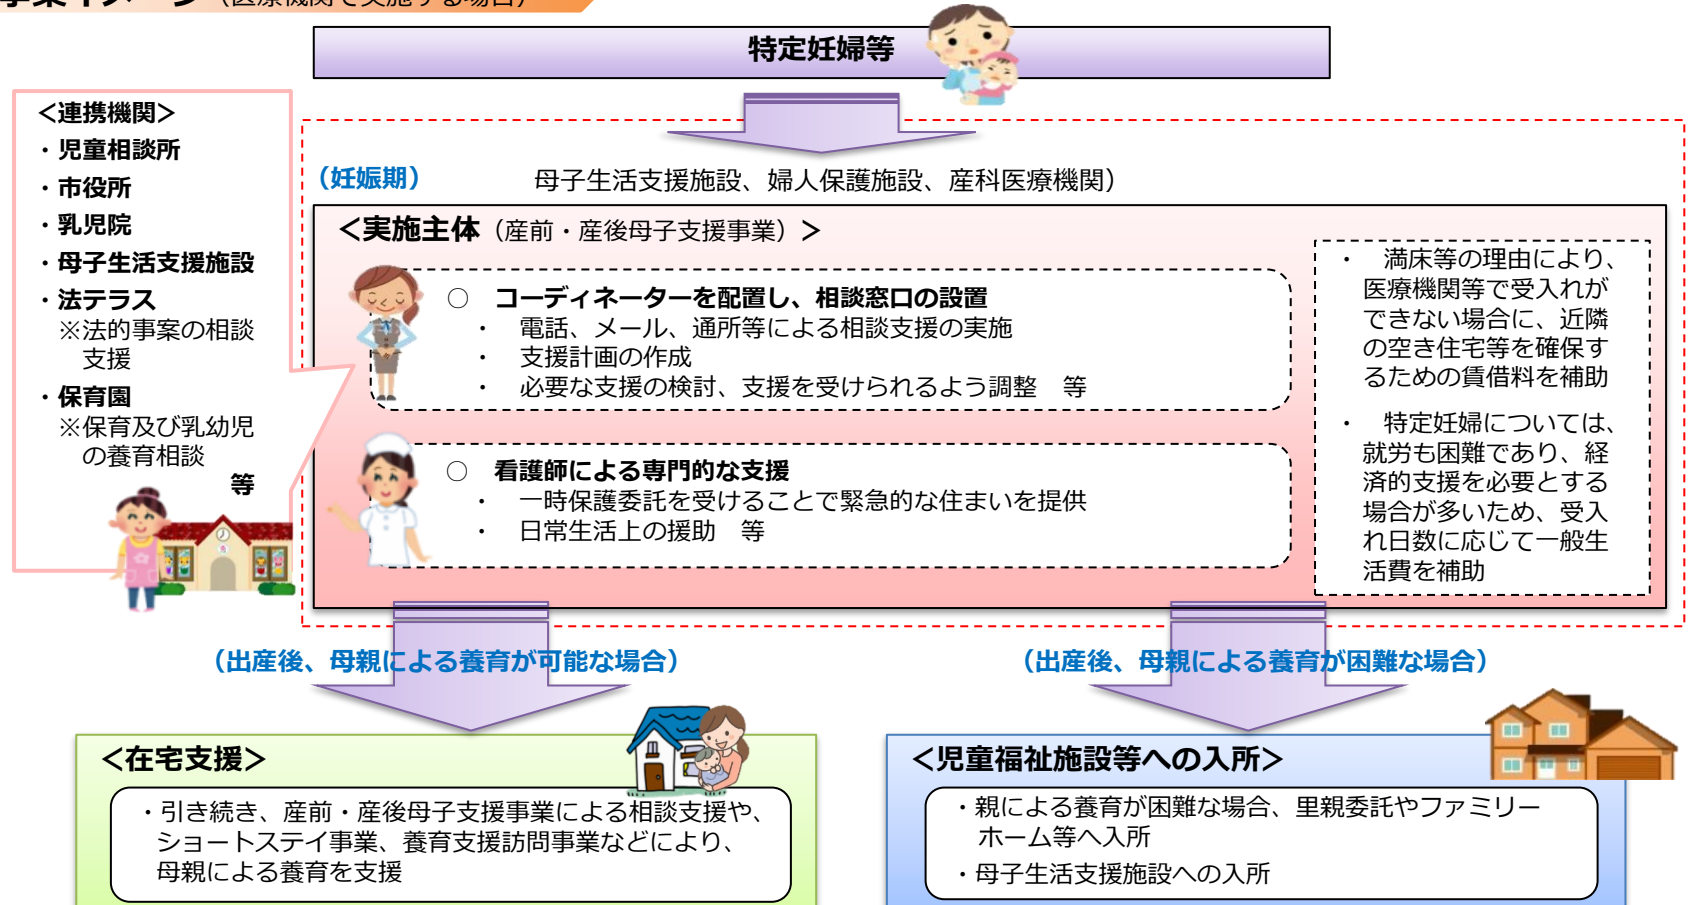 事業イメージ（医療機関で実施する場合）
特定妊婦等
＜連携機関＞
・児童相談所
・市役所
・乳児院
・母子生活支援施設
・法テラス
※法的事案の相談
支援
・保育園
※保育及び乳幼児
の養育相談
等
（妊娠期）
母子生活支援施設、婦人保護施設、産科医療機関）
＜実施主体（産前・産後母子支援事業）＞
○　コーディネーターを配置し、相談窓口の設置
・　電話、メール、通所等による相談支援の実施
・　支援計画の作成
・　必要な支援の検討、支援を受けられるよう調整　等
○　看護師による専門的な支援
・　一時保護委託を受けることで緊急的な住まいを提供
・　日常生活上の援助　等
・　満床等の理由により、
医療機関等で受入れが
できない場合に、近隣
の空き住宅等を確保す
るための賃借料を補助
・　特定妊婦については、
就労も困難であり、経
済的支援を必要とする
場合が多いため、受入
れ日数に応じて一般生
活費を補助
（出産後、母親による養育が可能な場合）
（出産後、母親による養育が困難な場合）
＜在宅支援＞
・引き続き、産前・産後母子支援事業による相談支援や、
ショートステイ事業、養育支援訪問事業などにより、
母親による養育を支援
＜児童福祉施設等への入所＞
・親による養育が困難な場合、里親委託やファミリー
ホーム等へ入所
・母子生活支援施設への入所